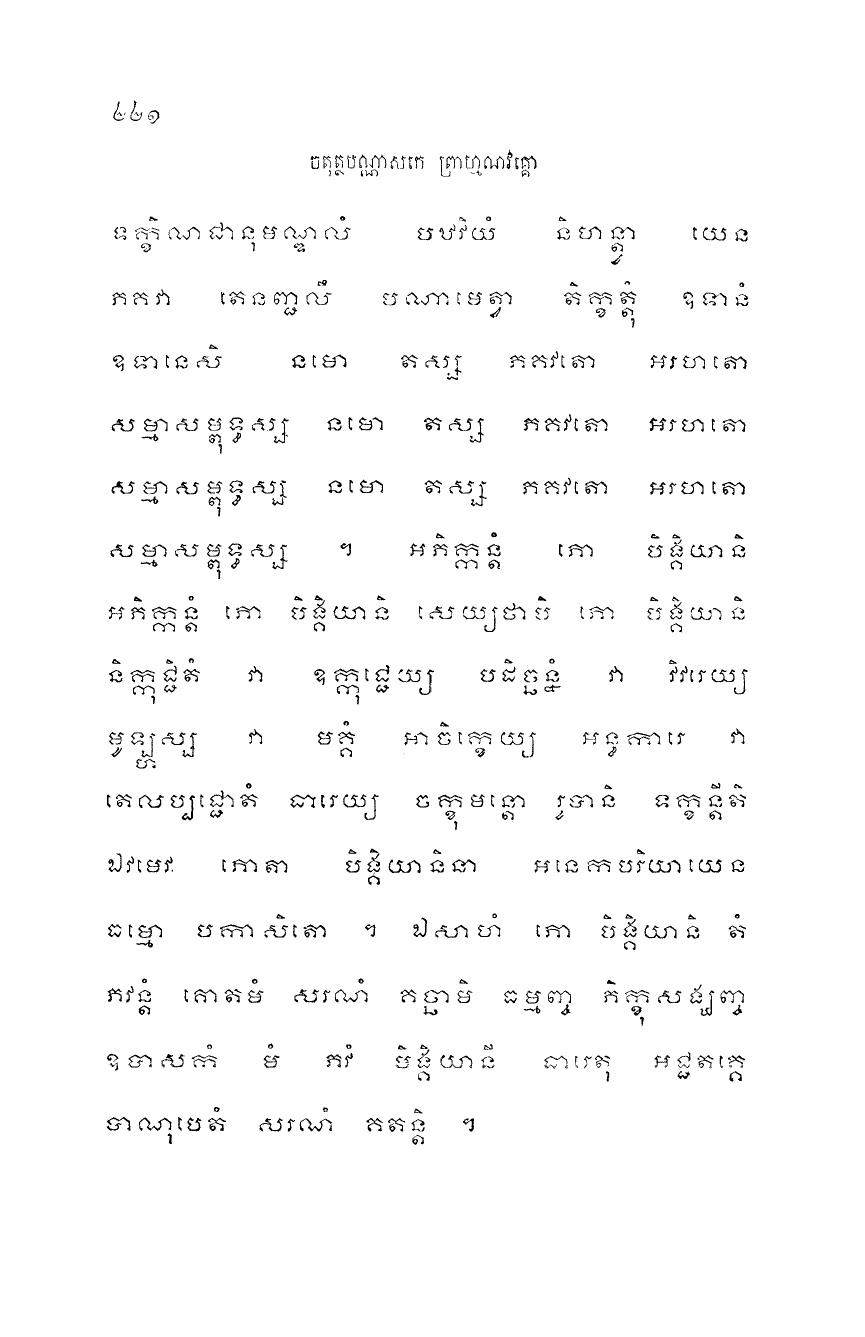 ៤៤១
ចតុត្ថបណ្ណាសកេ ព្រាហ្មណវគ្គោ
ទក្ខិណជានុមណ្ឌលំ បឋវិយំ និហន្ត្វា យេន
ភគវា តេនញ្ជលឹ បណាមេត្វា តិក្ខត្តុំ ឧទានំ
ឧទានេសិ នមោ តស្ស ភគវតោ អរហតោ
សម្មាសម្ពុទ្ធស្ស នមោ តស្ស ភគវតោ អរហតោ
សម្មាសម្ពុទ្ធស្ស នមោ តស្ស ភគវតោ អរហតោ
សម្មាសម្ពុទ្ធស្ស ។ អភិក្កន្តំ ភោ បិង្គិយានិ
អភិក្កន្តំ ភោ បិង្គិយានិ សេយ្យថាបិ ភោ បិង្គិយានិ
និក្កុជ្ជិតំ វា ឧក្កុជ្ជេយ្យ បដិច្ឆន្នំ វា វិវរេយ្យ
មូឡ្ហស្ស វា មគ្គំ អាចិក្ខេយ្យ អន្ធការេ វា
តេលប្បជ្ជោតំ ធារេយ្យ ចក្ខុមន្តោ រូបានិ ទក្ខន្តីតិ
ឯវមេវ ភោតា បិង្គិយានិនា អនេកបរិយាយេន
ធម្មោ បកាសិតោ ។ ឯសាហំ ភោ បិង្គិយានិ តំ
ភវន្តំ គោតមំ សរណំ គច្ឆាមិ ធម្មញ្ច ភិក្ខុសង្ឃញ្ច
ឧបាសកំ មំ ភវំ បិង្គិយានី ធារេតុ អជ្ជតគ្គេ
បាណុបេតំ សរណំ គតន្តិ ។